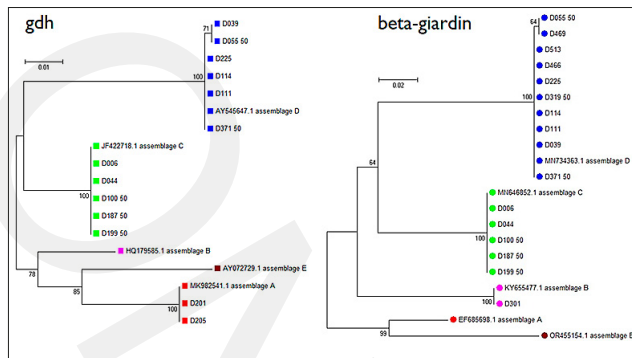 gdh
D039
71
D055 50
D225
0.01
D114
100
D111
AY545647.1 assemblage D
D371 50
JF422718.1 assemblage C
D006
D044
100
D100 50
D187 50
D199 50
HQ179585.1 assemblage B
78
AY072729.1 assemblage E
85
MK982541.1 assemblage A
D201
100
D205
beta-giardin
D055 50
64
D469
D513
D466
0.02
D225
100
D319 50
D114
D111
D039
MN734363.1 assemblage D
D371 50
64
MN646852.1 assemblage C
D006
D044
100
D100 50
D187 50
D199 50
KY655477.1 assemblage B
100
D301
EF685698.1 assemblage A
99
OR455154.1 assemblage E